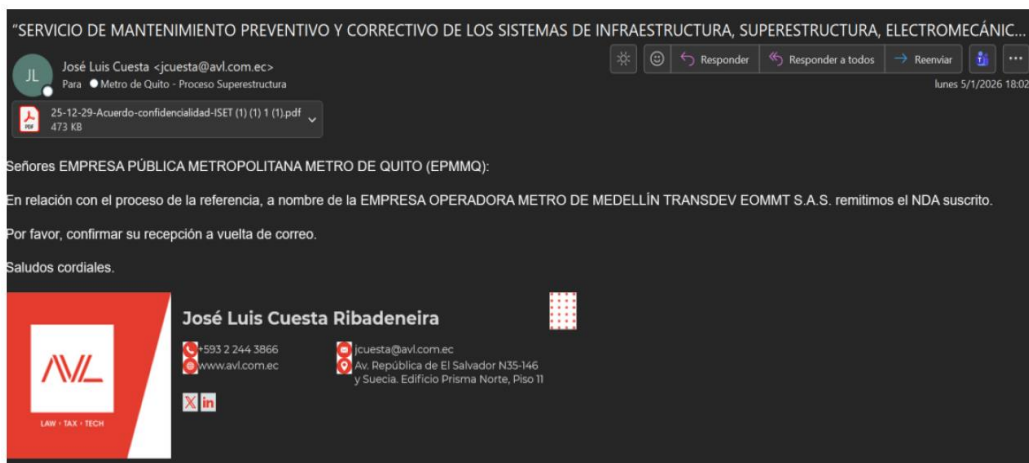 "SERVICIO DE MANTENIMIENTO PREVENTIVO Y CORRECTIVO DE LOS SISTEMAS DE INFRAESTRUCTURA, SUPERESTRUCTURA, ELECTROMECÁNIC...
JL
José Luis Cuesta <jcuesta@avl.com.ec>
Para Metro de Quito - Proceso Superestructura
Responder
Responder a todos
Reenviar
lunes 5/1/2026 18:02
25-12-29-Acuerdo-confidencialidad-ISET (1) (1) 1 (1).pdf
473 KB
Señores EMPRESA PÚBLICA METROPOLITANA METRO DE QUITO (EPMMQ):
En relación con el proceso de la referencia, a nombre de la EMPRESA OPERADORA METRO DE MEDELLÍN TRANSDEV EOMMT S.A.S. remitimos el NDA suscrito.
Por favor, confirmar su recepción a vuelta de correo.
Saludos cordiales.
AVL
LAW · TAX · TECH
José Luis Cuesta Ribadeneira
+593 2 244 3866
www.avl.com.ec
jcuesta@avl.com.ec
Av. República de El Salvador N35-146
y Suecia. Edificio Prisma Norte, Piso 11
X in